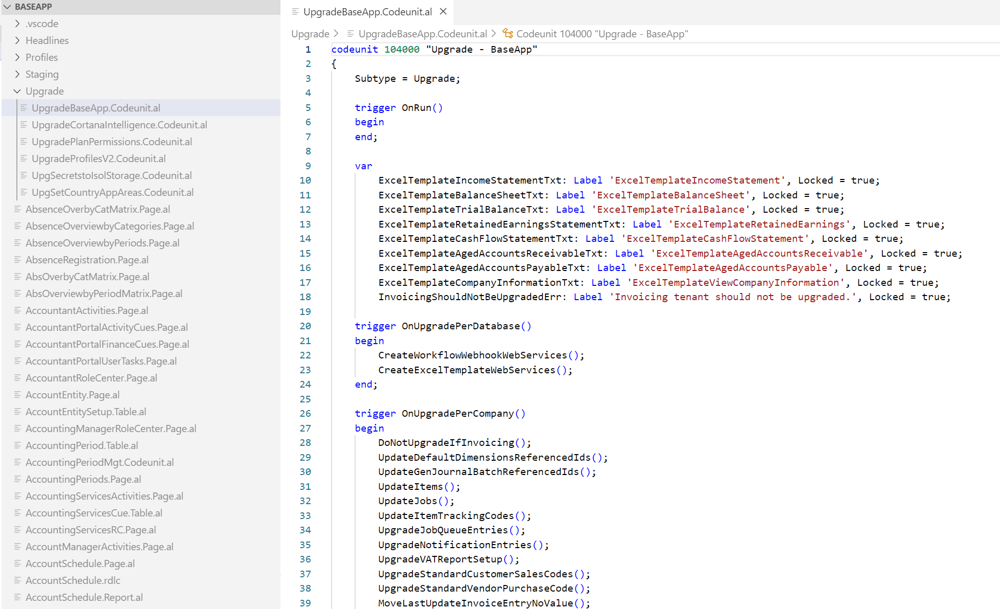 BASEAPP
.vscode
Headlines
Profiles
Staging
Upgrade
UpgradeBaseApp.Codeunit.al
UpgradeCortanaIntelligence.Codeunit.al
UpgradePlanPermissions.Codeunit.al
UpgradeProfilesV2.Codeunit.al
UpgSecretstoIsolStorage.Codeunit.al
UpgSetCountryAppAreas.Codeunit.al
AbsenceOverbyCatMatrix.Page.al
AbsenceOverviewbyCategories.Page.al
AbsenceOverviewbyPeriods.Page.al
AbsenceRegistration.Page.al
AbsOverbyCatMatrix.Page.al
AbsOverviewbyPeriodMatrix.Page.al
AccountantActivities.Page.al
AccountantPortalActivityCues.Page.al
AccountantPortalFinanceCues.Page.al
AccountantPortalUserTasks.Page.al
AccountantRoleCenter.Page.al
AccountEntity.Page.al
AccountEntitySetup.Table.al
AccountingManagerRoleCenter.Page.al
AccountingPeriod.Table.al
AccountingPeriodMgt.Codeunit.al
AccountingPeriods.Page.al
AccountingServicesActivities.Page.al
AccountingServicesCue.Table.al
AccountingServicesRC.Page.al
AccountManagerActivities.Page.al
AccountSchedule.Page.al
AccountSchedule.rdlc
AccountSchedule.Report.al
UpgradeBaseApp.Codeunit.al
Upgrade > UpgradeBaseApp.Codeunit.al > Codeunit 104000 "Upgrade - BaseApp"
1 codeunit 104000 "Upgrade - BaseApp"
2 {
3 Subtype = Upgrade;
4
5 trigger OnRun()
6 begin
7 end;
8
9 var
10 ExcelTemplateIncomeStatementTxt: Label 'ExcelTemplateIncomeStatement', Locked = true;
11 ExcelTemplateBalanceSheetTxt: Label 'ExcelTemplateBalanceSheet', Locked = true;
12 ExcelTemplateTrialBalanceTxt: Label 'ExcelTemplateTrialBalance', Locked = true;
13 ExcelTemplateRetainedEarningsStatementTxt: Label 'ExcelTemplateRetainedEarnings', Locked = true;
14 ExcelTemplateCashFlowStatementTxt: Label 'ExcelTemplateCashFlowStatement', Locked = true;
15 ExcelTemplateAgedAccountsReceivableTxt: Label 'ExcelTemplateAgedAccountsReceivable', Locked = true;
16 ExcelTemplateAgedAccountsPayableTxt: Label 'ExcelTemplateAgedAccountsPayable', Locked = true;
17 ExcelTemplateCompanyInformationTxt: Label 'ExcelTemplateViewCompanyInformation', Locked = true;
18 InvoicingShouldNotBeUpgradedErr: Label 'Invoicing tenant should not be upgraded.', Locked = true;
19
20 trigger OnUpgradePerDatabase()
21 begin
22 CreateWorkflowWebhookWebServices();
23 CreateExcelTemplateWebServices();
24 end;
25
26 trigger OnUpgradePerCompany()
27 begin
28 DoNotUpgradeIfInvoicing();
29 UpdateDefaultDimensionsReferencedIds();
30 UpdateGenJournalBatchReferencedIds();
31 UpdateItems();
32 UpdateJobs();
33 UpdateItemTrackingCodes();
34 UpgradeJobQueueEntries();
35 UpgradeNotificationEntries();
36 UpgradeVATReportSetup();
37 UpgradeStandardCustomerSalesCodes();
38 UpgradeStandardVendorPurchaseCode();
39 MoveLastUpdateInvoiceEntryNoValue();